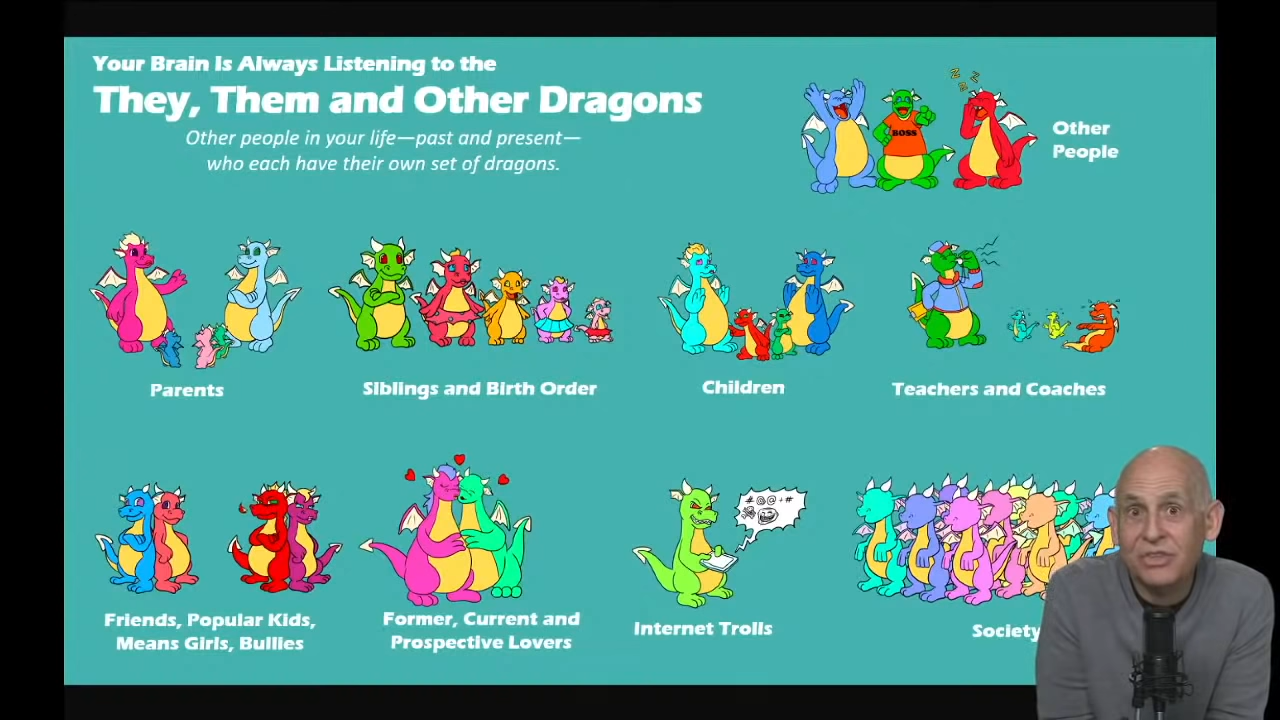 Your Brain Is Always Listening to the
They, Them and Other Dragons
Other people in your life—past and present—
who each have their own set of dragons.
z
z
z
z
BOSS
Other
People
Parents
Siblings and Birth Order
Children
Teachers and Coaches
#@@+#
Friends, Popular Kids,
Means Girls, Bullies
Former, Current and
Prospective Lovers
Internet Trolls
Society